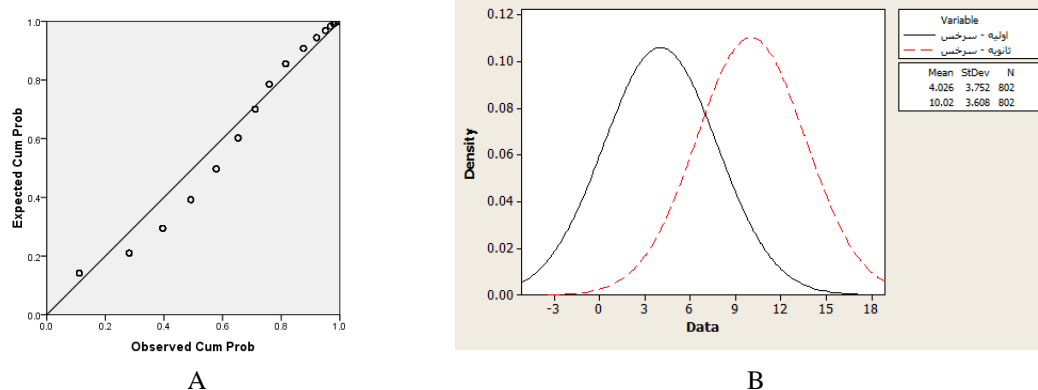 1.0
0.8
0.6
0.4
0.2
0.0
Expected Cum Prob
0.0 0.2 0.4 0.6 0.8 1.0
Observed Cum Prob
A
0.12
0.10
0.08
0.06
0.04
0.02
0.00
Density
-3 0 3 6 9 12 15 18
Data
Variable
اولیه - سرخس
ثانویه - سرخس
Mean StDev N
4.026 3.752 802
10.02 3.608 802
B